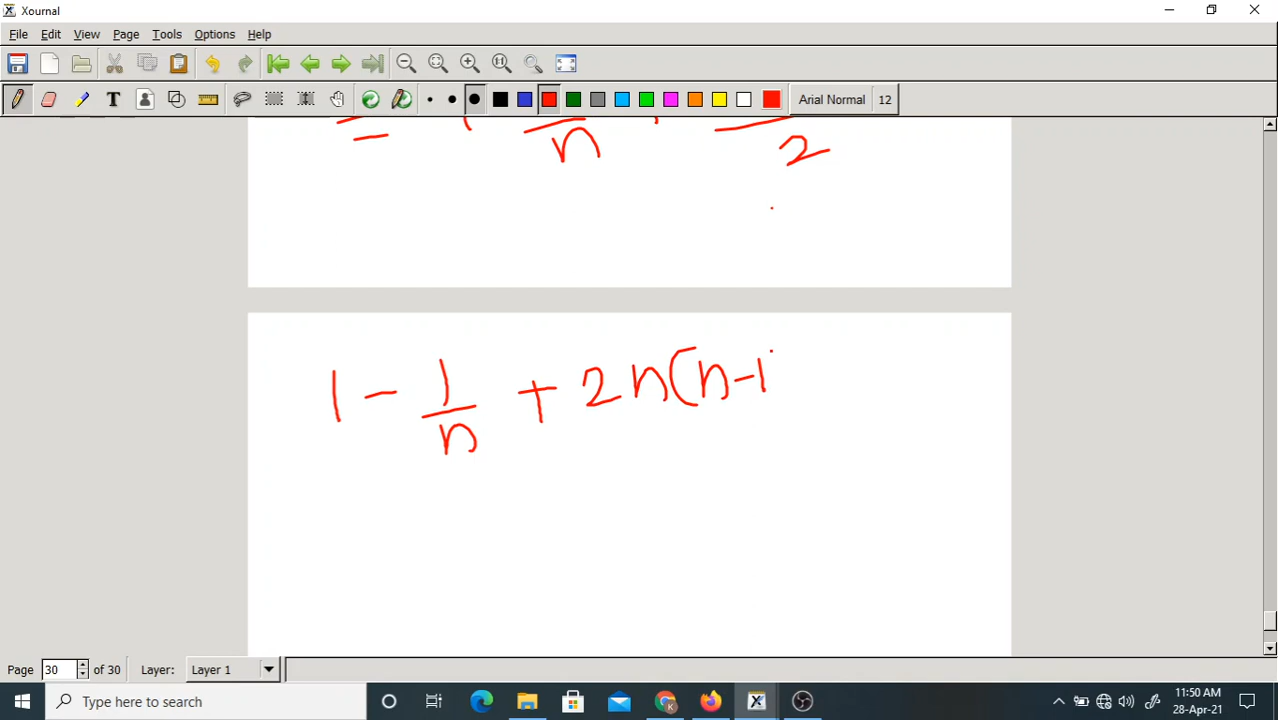 Xournal
File Edit View Page Tools Options Help
T Arial Normal 12
n 2
1 - 1/n + 2n(n-1
Page 30 of 30 Layer: Layer 1
Type here to search
11:50 AM
28-Apr-21